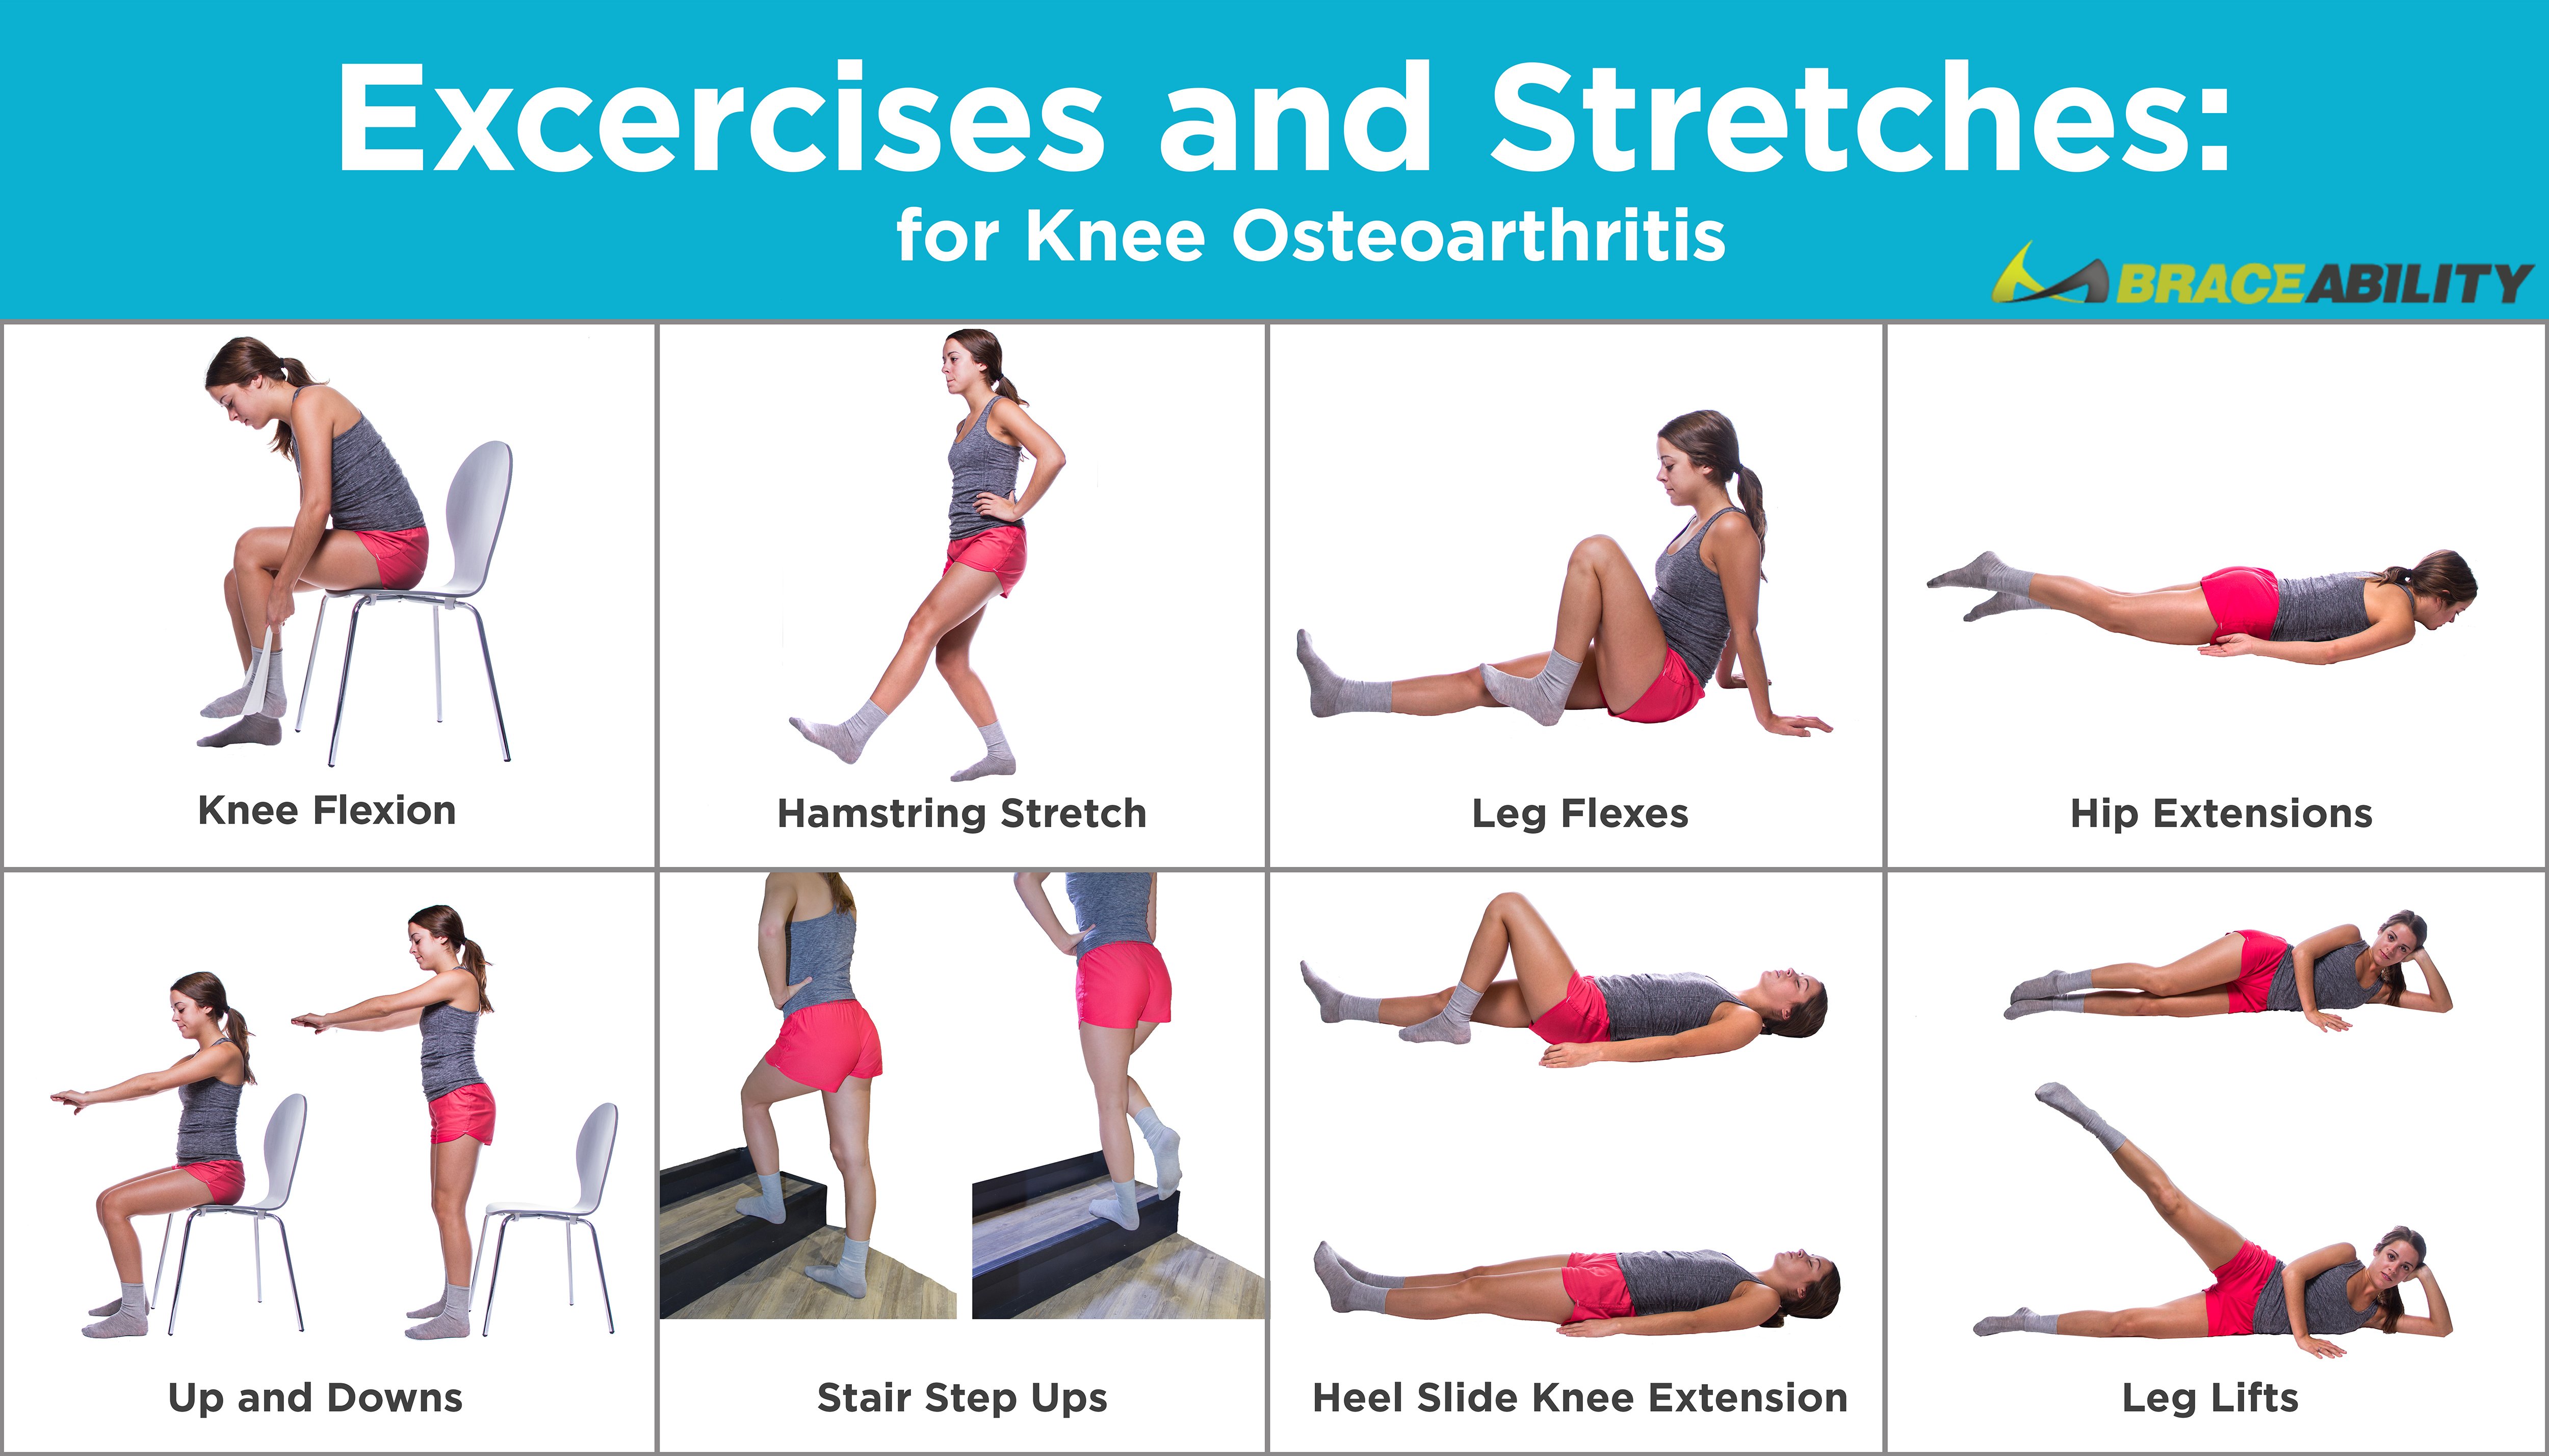 Excercises and Stretches:
for Knee Osteoarthritis
BRACEABILITY
Knee Flexion
Hamstring Stretch
Leg Flexes
Hip Extensions
Up and Downs
Stair Step Ups
Heel Slide Knee Extension
Leg Lifts